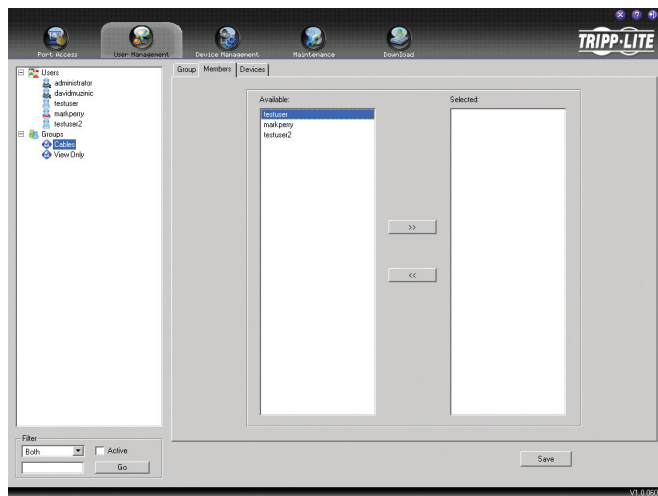 Port Access
User Management
Device Management
Maintenance
Download
TRIPP·LITE
Users
administrator
davidmuzinic
testuser
markperry
testuser2
Groups
Cables
View Only
Group
Members
Devices
Available:
testuser
markperry
testuser2
Selected:
>>
<<
Filter
Both
Active
Go
Save
V1.0.060